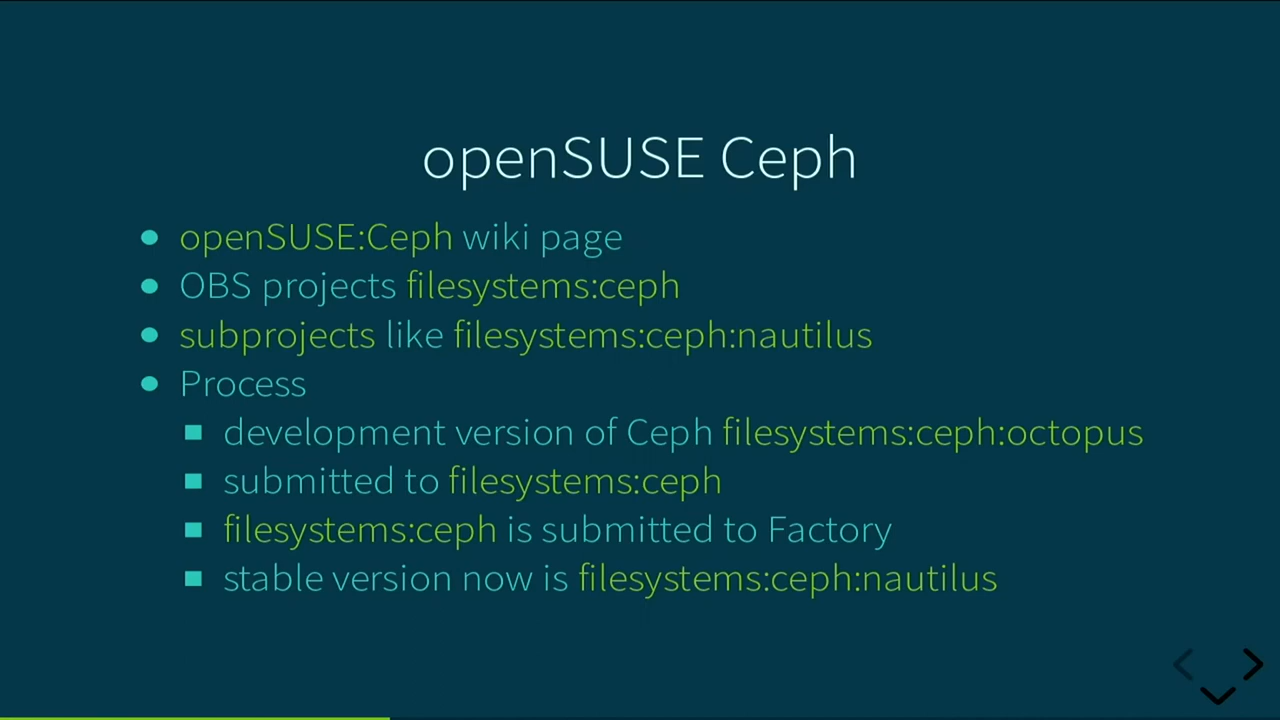 openSUSE Ceph
openSUSE:Ceph wiki page
OBS projects filesystems:ceph
subprojects like filesystems:ceph:nautilus
Process
development version of Ceph filesystems:ceph:octopus
submitted to filesystems:ceph
filesystems:ceph is submitted to Factory
stable version now is filesystems:ceph:nautilus